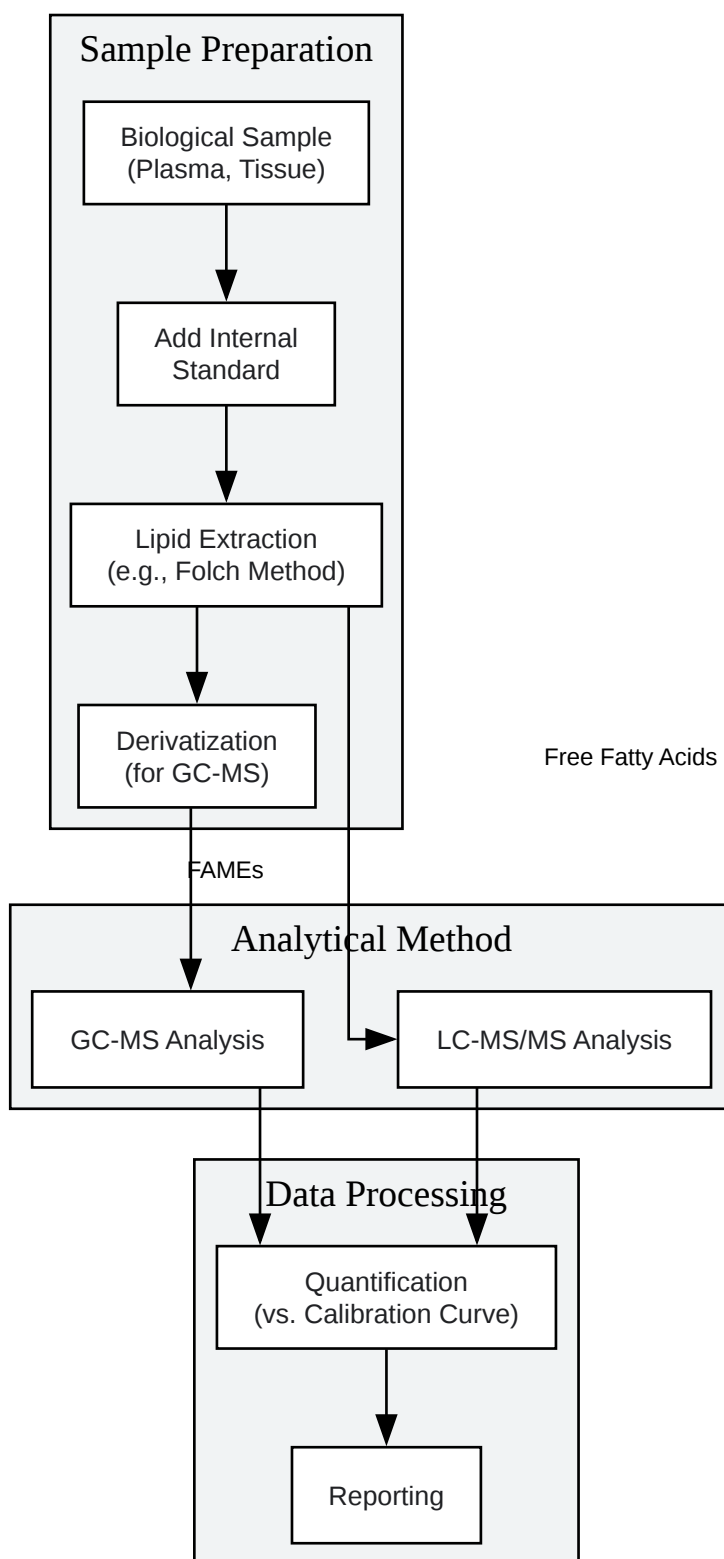 Sample Preparation
Biological Sample
(Plasma, Tissue)
Add Internal
Standard
Lipid Extraction
(e.g., Folch Method)
Derivatization
(for GC-MS)
Free Fatty Acids
FAMEs
Analytical Method
GC-MS Analysis
LC-MS/MS Analysis
Data Processing
Quantification
(vs. Calibration Curve)
Reporting